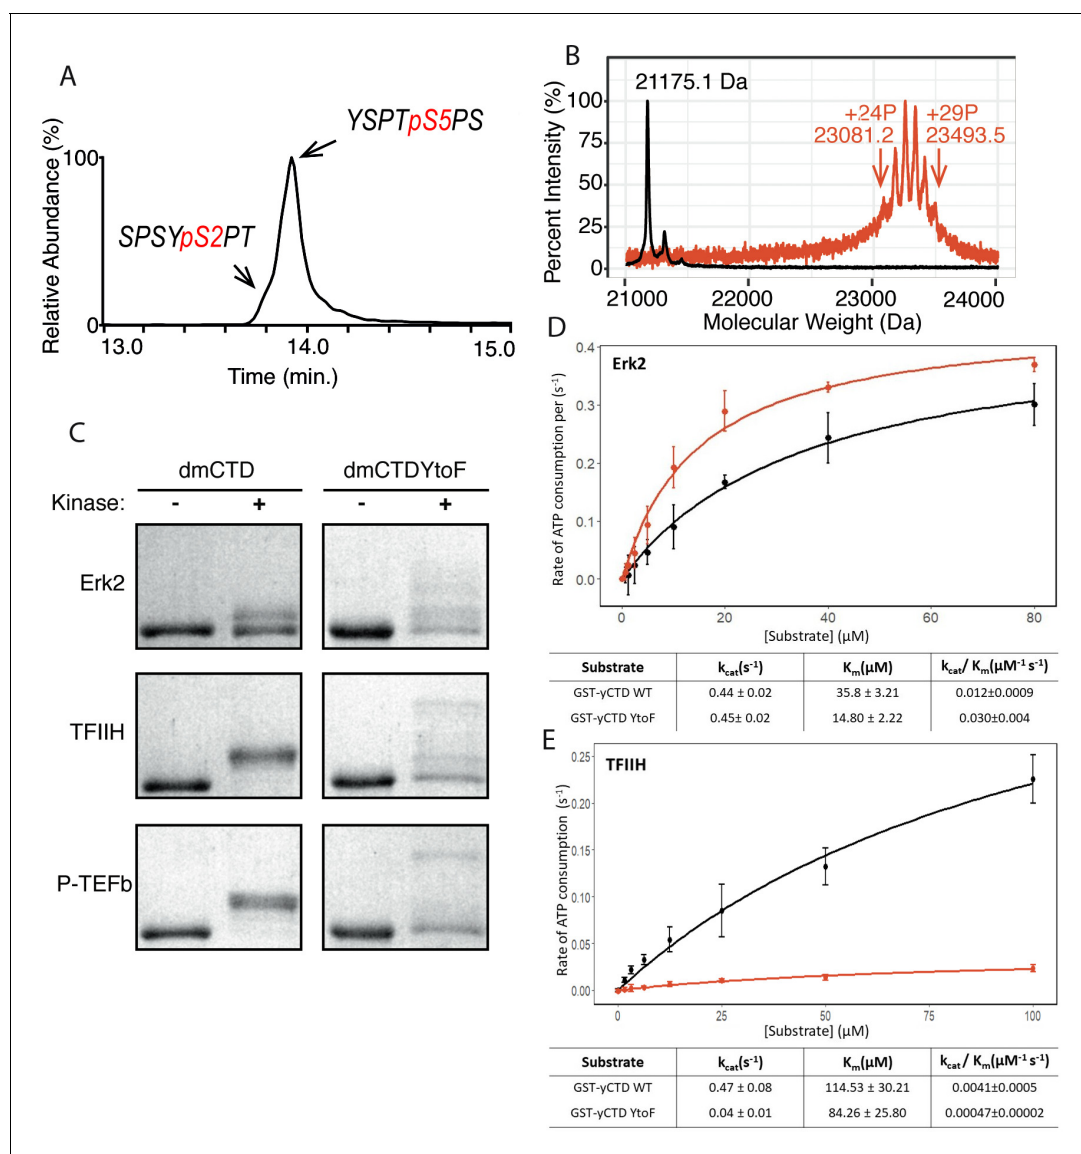 A
YSPTpS5PS
SPSYpS2PT
Relative Abundance (%)
100
0
13.0 14.0 15.0
Time (min.)
B
21175.1 Da
+24P
23081.2
+29P
23493.5
Percent Intensity (%)
100
75
50
25
0
21000 22000 23000 24000
Molecular Weight (Da)
C
dmCTD dmCTDYtoF
Kinase: - + - +
Erk2
TFIIH
P-TEFb
D
Erk2
Rate of ATP consumption per (s-1)
0.4
0.3
0.2
0.1
0.0
0 20 40 60 80
[Substrate] (µM)
Substrate kcat(s-1) Km(µM) kcat/ Km(µM-1 s-1)
GST-yCTD WT 0.44 ± 0.02 35.8 ± 3.21 0.012±0.0009
GST-yCTD YtoF 0.45± 0.02 14.80 ± 2.22 0.030±0.004
E
TFIIH
Rate of ATP consumption (s-1)
0.25
0.20
0.15
0.10
0.05
0.00
0 25 50 75 100
[Substrate] (µM)
Substrate kcat(s-1) Km(µM) kcat/ Km(µM-1 s-1)
GST-yCTD WT 0.47 ± 0.08 114.53 ± 30.21 0.0041±0.0005
GST-yCTD YtoF 0.04 ± 0.01 84.26 ± 25.80 0.00047±0.00002